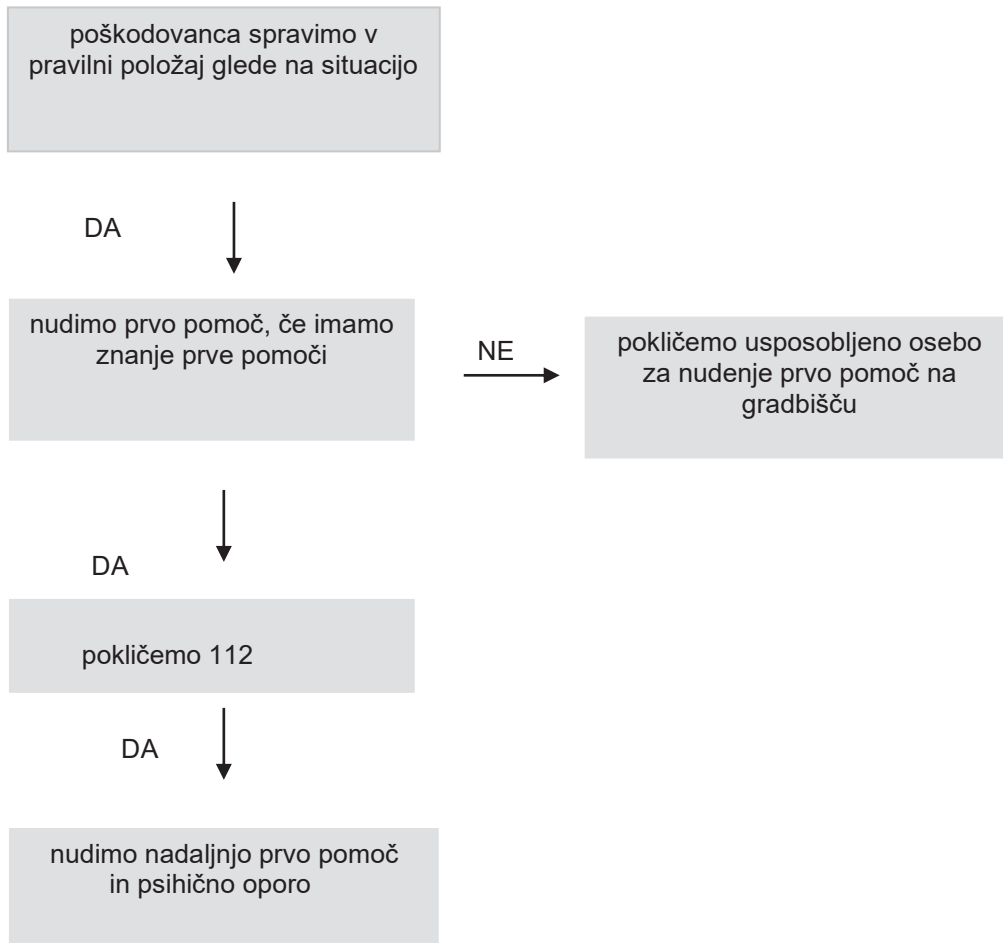 poškodovanca spravimo v
pravilni položaj glede na situacijo
DA
nudimo prvo pomoč, če imamo
znanje prve pomoči
NE
pokličemo usposobljeno osebo
za nudenje prvo pomoč na
gradbišču
DA
pokličemo 112
DA
nudimo nadaljnjo prvo pomoč
in psihično oporo